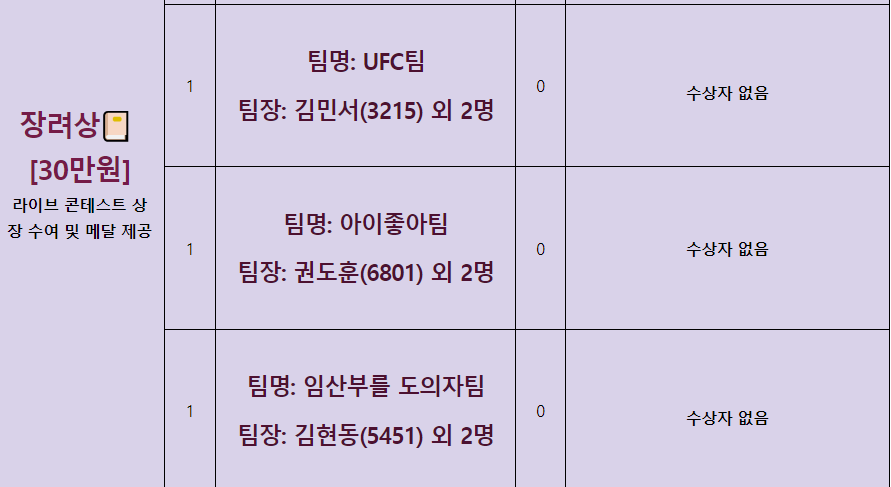 장려상
[30만원]
라이브 콘테스트 상
장 수여 및 메달 제공
1
팀명: UFC팀
팀장: 김민서(3215) 외 2명
0
수상자 없음
1
팀명: 아이좋아팀
팀장: 권도훈(6801) 외 2명
0
수상자 없음
1
팀명: 임산부를 도의자팀
팀장: 김현동(5451) 외 2명
0
수상자 없음